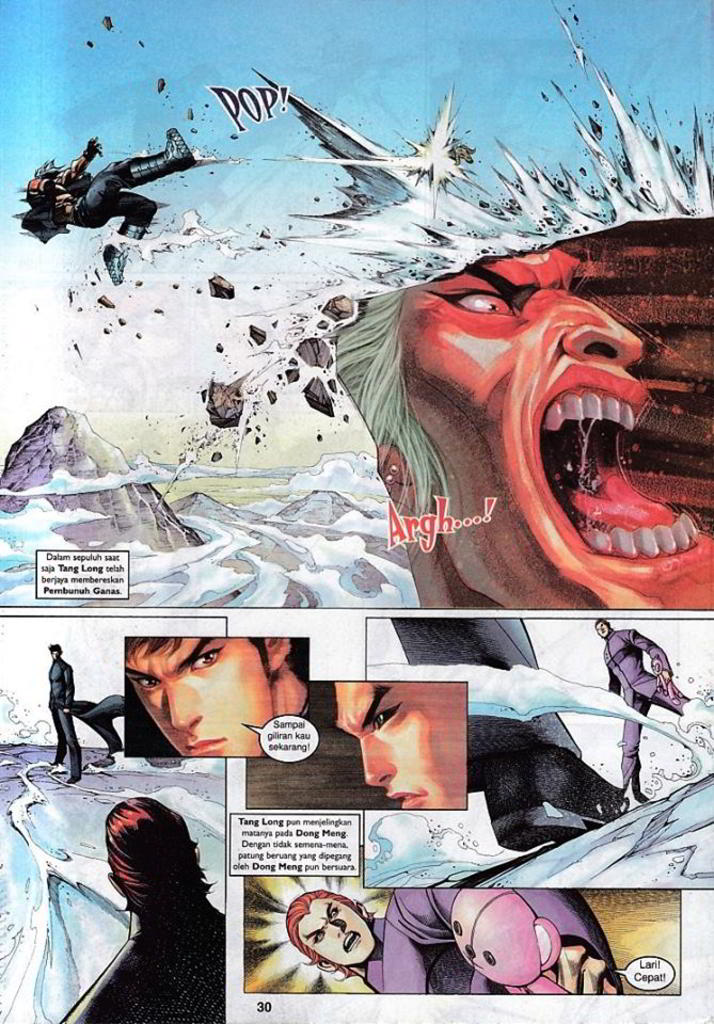 POP!
Argh....!
Dalam sepuluh saat
saja Tang Long telah
berjaya membereskan
Pembunuh Ganas.
Sampai
giliran kau
sekarang!
Tang Long pun menjelingkan
matanya pada Dong Meng.
Dengan tidak semena-mena,
patung beruang yang dipegang
oleh Dong Meng pun bersuara.
Lari!
Cepat!
30